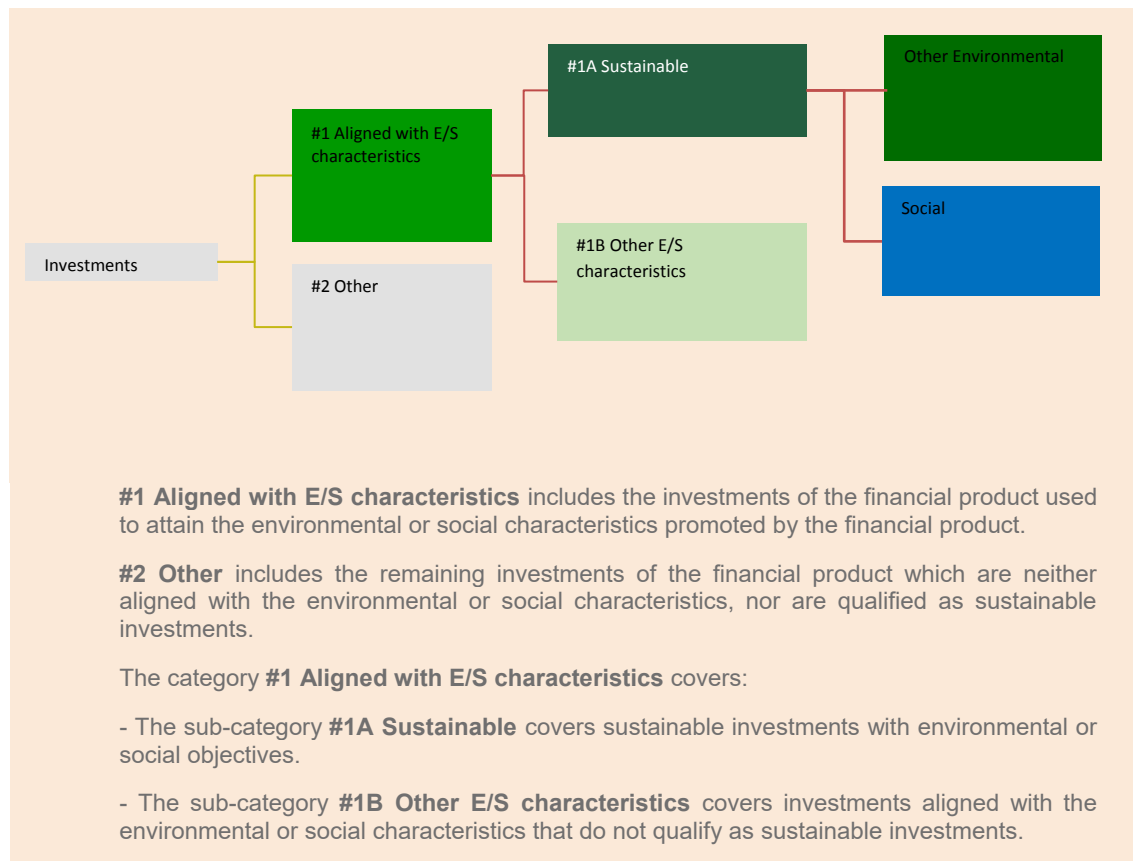 #1A Sustainable
Other Environmental
#1 Aligned with E/S
characteristics
Social
#1B Other E/S
characteristics
Investments
#2 Other
#1 Aligned with E/S characteristics includes the investments of the financial product used
to attain the environmental or social characteristics promoted by the financial product.
#2 Other includes the remaining investments of the financial product which are neither
aligned with the environmental or social characteristics, nor are qualified as sustainable
investments.
The category #1 Aligned with E/S characteristics covers:
- The sub-category #1A Sustainable covers sustainable investments with environmental or
social objectives.
- The sub-category #1B Other E/S characteristics covers investments aligned with the
environmental or social characteristics that do not qualify as sustainable investments.